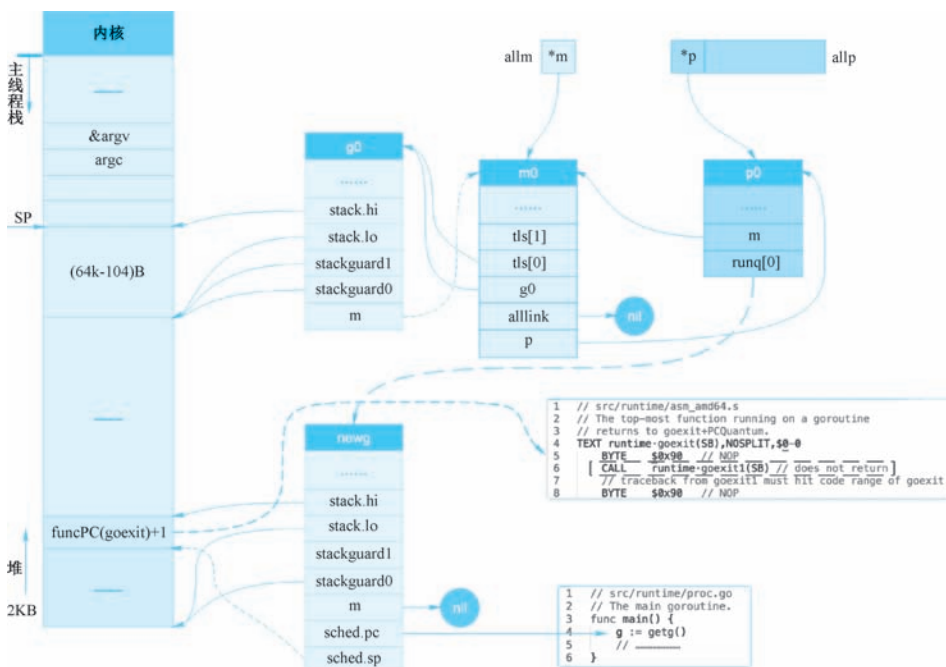 内核
主线程栈
&argv
argc
SP
(64k-104)B
funcPC(goexit)+1
堆
2KB
allm
*m
*p
allp
g0
......
stack.hi
stack.lo
stackguard1
stackguard0
m
m0
......
tls[1]
tls[0]
g0
alllink
p
nil
p0
......
m
runq[0]
newg
......
stack.hi
stack.lo
stackguard1
stackguard0
m
sched.pc
sched.sp
nil
1 // src/runtime/asm_amd64.s
2 // The top-most function running on a goroutine
3 // returns to goexit+PCQuantum.
4 TEXT runtime·goexit(SB),NOSPLIT,$0-0
5 BYTE $0x90 // NOP
6 CALL runtime·goexit1(SB) // does not return
7 // traceback from goexit1 must hit code range of goexit
8 BYTE $0x90 // NOP
1 // src/runtime/proc.go
2 // The main goroutine.
3 func main() {
4 g := getg()
5 // ..............
6 }